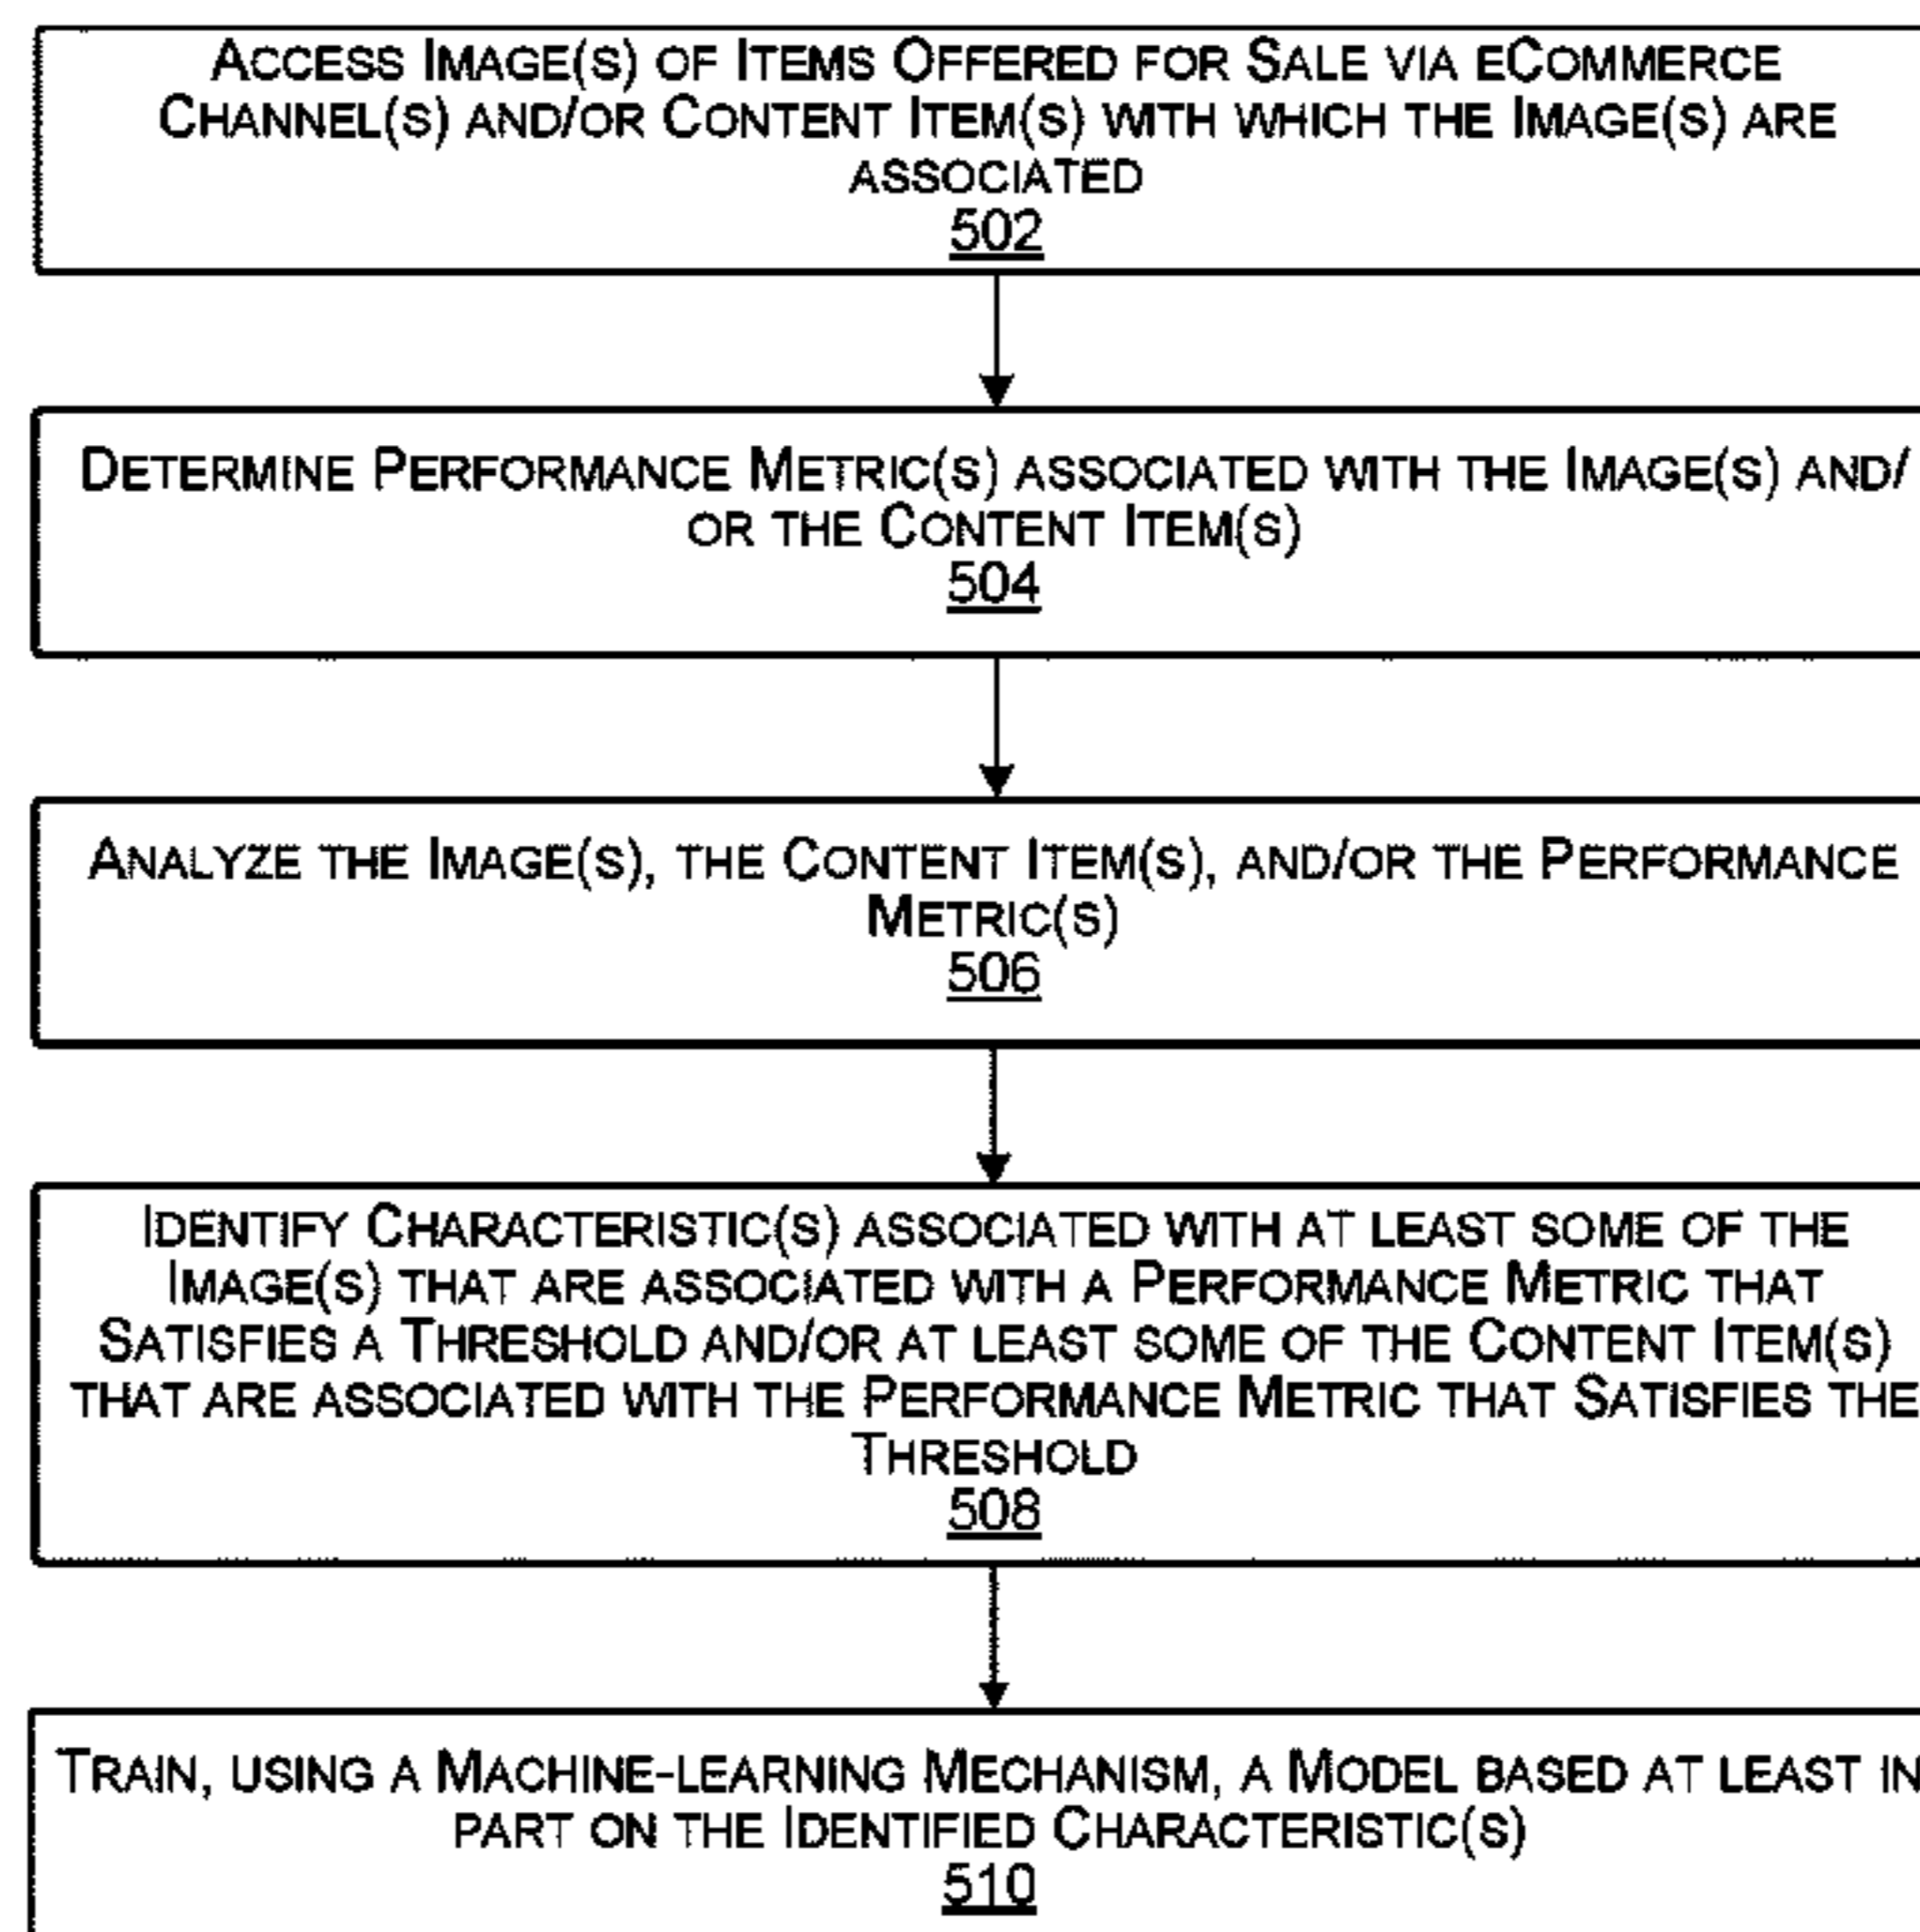 ACCESS IMAGE(S) OF ITEMS OFFERED FOR SALE VIA ECOMMERCE
CHANNEL(S) AND/OR CONTENT ITEM(S) WITH WHICH THE IMAGE(S) ARE
ASSOCIATED
502
DETERMINE PERFORMANCE METRIC(S) ASSOCIATED WITH THE IMAGE(S) AND/
OR THE CONTENT ITEM(S)
504
ANALYZE THE IMAGE(S), THE CONTENT ITEM(S), AND/OR THE PERFORMANCE
METRIC(S)
506
IDENTIFY CHARACTERISTIC(S) ASSOCIATED WITH AT LEAST SOME OF THE
IMAGE(S) THAT ARE ASSOCIATED WITH A PERFORMANCE METRIC THAT
SATISFIES A THRESHOLD AND/OR AT LEAST SOME OF THE CONTENT ITEM(S)
THAT ARE ASSOCIATED WITH THE PERFORMANCE METRIC THAT SATISFIES THE
THRESHOLD
508
TRAIN, USING A MACHINE-LEARNING MECHANISM, A MODEL BASED AT LEAST IN
PART ON THE IDENTIFIED CHARACTERISTIC(S)
510